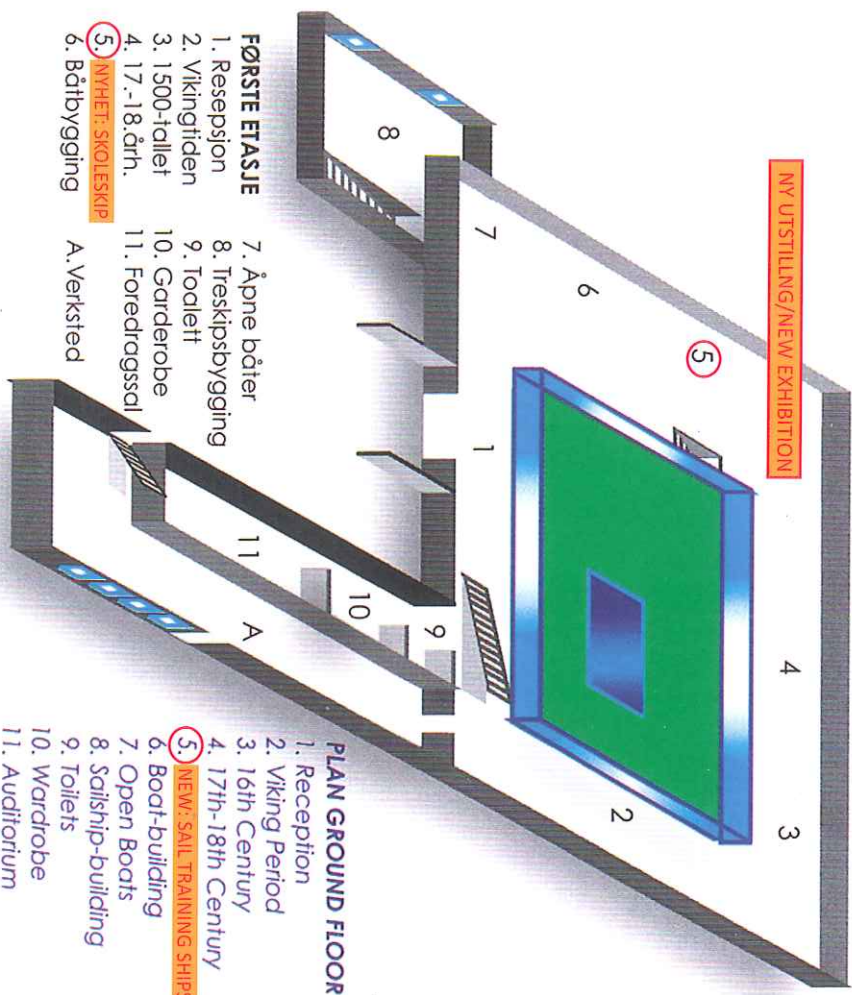 NY UTSTILLNG/NEW EXHIBITION
8
7
6
5
1
4
3
2
9
10
11
A
FØRSTE ETASJE
1. Resepsjon
2. Vikingtiden
3. 1500-tallet
4. 17.-18.årh.
5. NYHET: SKOLESKIP
6. Båtbygging
7. Åpne båter
8. Treskipsbygging
9. Toalett
10. Garderobe
11. Foredragssal
A. Verksted
PLAN GROUND FLOOR
1. Reception
2. Viking Period
3. 16th Century
4. 17th-18th Century
5. NEW: SAIL TRAINING SHIPS
6. Boat-building
7. Open Boats
8. Sailship-building
9. Toilets
10. Wardrobe
11. Auditorium